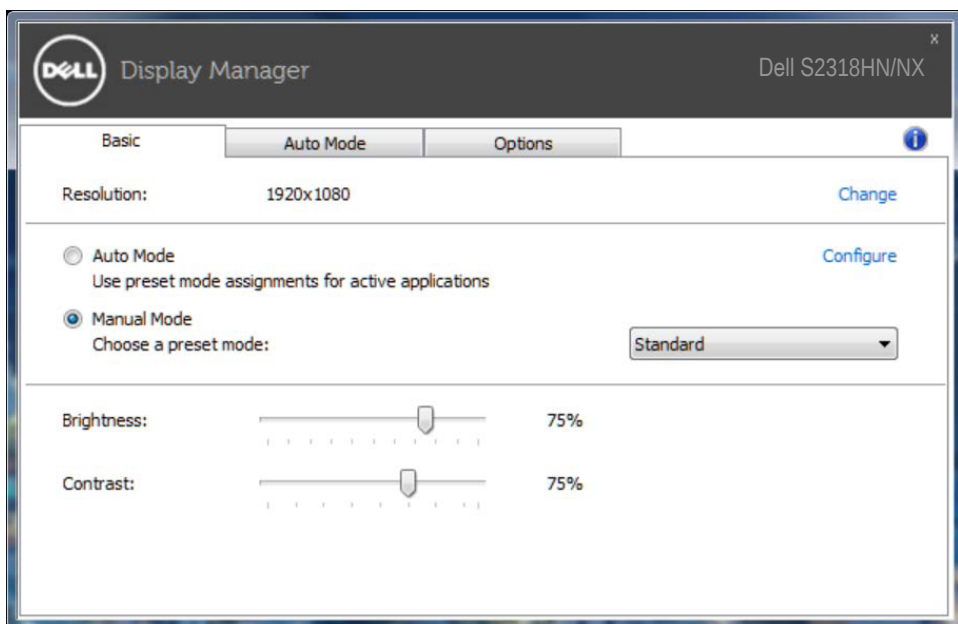 x
DELL Display Manager Dell S2318HN/NX
Basic Auto Mode Options i
Resolution: 1920x1080 Change
Auto Mode Configure
Use preset mode assignments for active applications
Manual Mode
Choose a preset mode: Standard
Brightness: 75%
Contrast: 75%